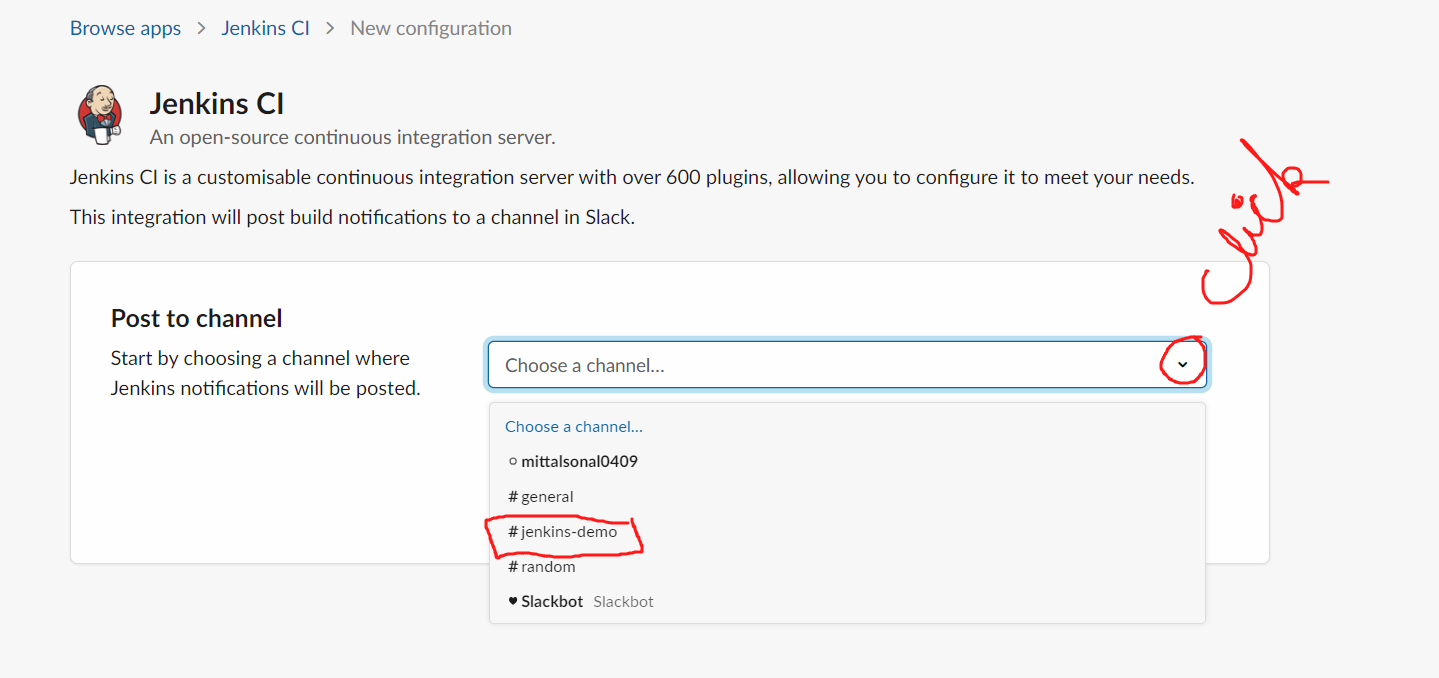 Browse apps > Jenkins CI > New configuration
Jenkins CI
An open-source continuous integration server.
Jenkins CI is a customisable continuous integration server with over 600 plugins, allowing you to configure it to meet your needs.
This integration will post build notifications to a channel in Slack.
Click
Post to channel
Start by choosing a channel where
Jenkins notifications will be posted.
Choose a channel...
Choose a channel...
mittalsonal0409
# general
# jenkins-demo
# random
Slackbot Slackbot